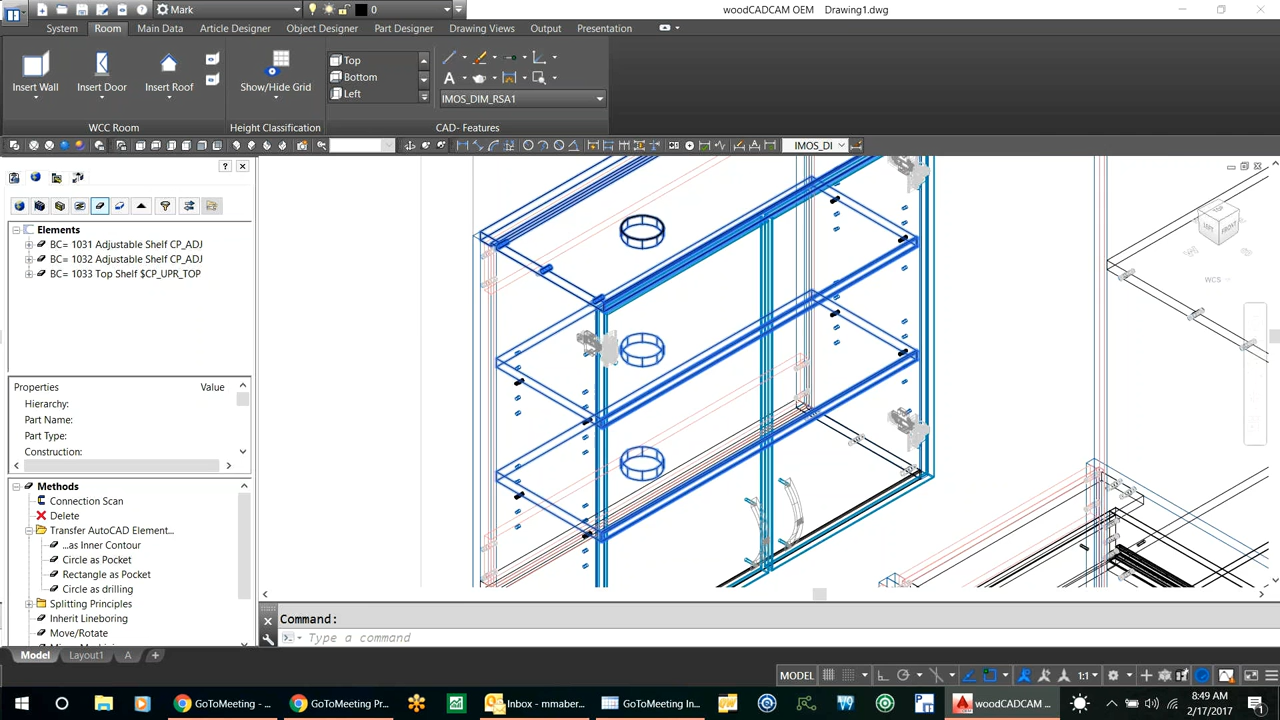 Mark
0
woodCADCAM OEM Drawing1.dwg
System Room Main Data Article Designer Object Designer Part Designer Drawing Views Output Presentation
Insert Wall
Insert Door
Insert Roof
Show/Hide Grid
Top
Bottom
Left
A
IMOS_DIM_RSA1
WCC Room
Height Classification
CAD- Features
IMOS_DI
?
Elements
BC= 1031 Adjustable Shelf CP_ADJ
BC= 1032 Adjustable Shelf CP_ADJ
BC= 1033 Top Shelf $CP_UPR_TOP
Properties Value
Hierarchy:
Part Name:
Part Type:
Construction:
Methods
Connection Scan
Delete
Transfer AutoCAD Element...
...as Inner Contour
Circle as Pocket
Rectangle as Pocket
Circle as drilling
Splitting Principles
Inherit Lineboring
Move/Rotate
LEFT
FRONT
WCS
Command:
Type a command
Model Layout1 A +
MODEL
1:1
GoToMeeting - ...
GoToMeeting Pr...
Inbox - mmaber...
GoToMeeting In...
woodCADCAM ...
8:49 AM
2/17/2017